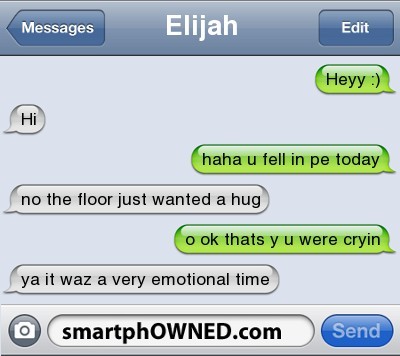 Messages
Elijah
Edit
Heyy :)
Hi
haha u fell in pe today
no the floor just wanted a hug
o ok thats y u were cryin
ya it waz a very emotional time
smartphOWNED.com
Send